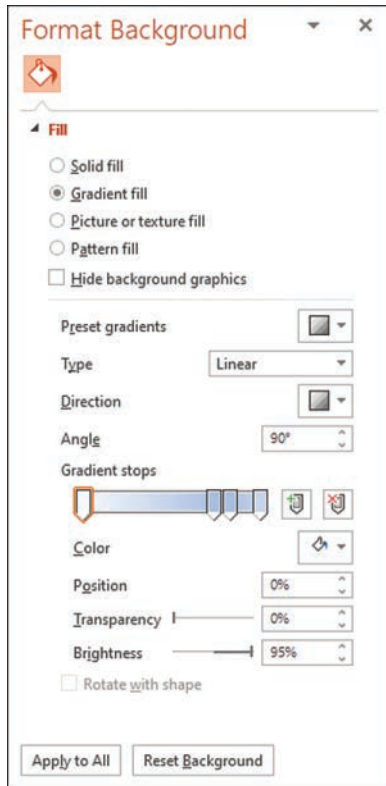 Format Background
Fill
Solid fill
Gradient fill
Picture or texture fill
Pattern fill
Hide background graphics
Preset gradients
Type Linear
Direction
Angle 90°
Gradient stops
Color
Position 0%
Transparency 0%
Brightness 95%
Rotate with shape
Apply to All Reset Background